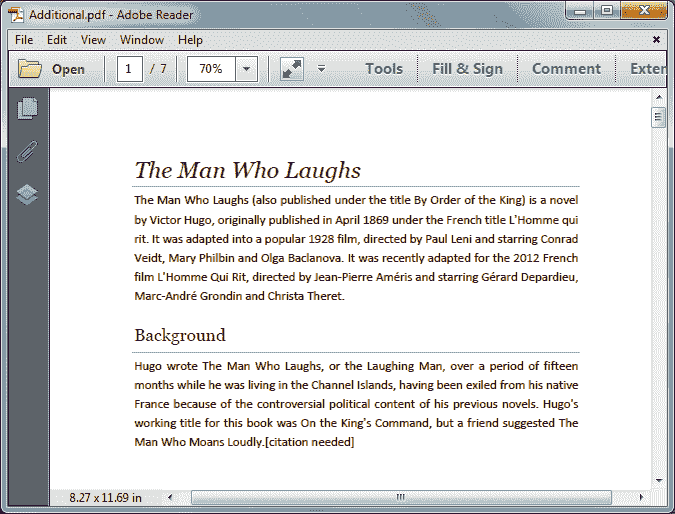 Additional.pdf - Adobe Reader
File Edit View Window Help
Open 1 / 7 70% Tools Fill & Sign Comment Exter
The Man Who Laughs
The Man Who Laughs (also published under the title By Order of the King) is a novel
by Victor Hugo, originally published in April 1869 under the French title L'Homme qui
rit. It was adapted into a popular 1928 film, directed by Paul Leni and starring Conrad
Veidt, Mary Philbin and Olga Baclanova. It was recently adapted for the 2012 French
film L'Homme Qui Rit, directed by Jean-Pierre Améris and starring Gérard Depardieu,
Marc-André Grondin and Christa Theret.
Background
Hugo wrote The Man Who Laughs, or the Laughing Man, over a period of fifteen
months while he was living in the Channel Islands, having been exiled from his native
France because of the controversial political content of his previous novels. Hugo's
working title for this book was On the King's Command, but a friend suggested The
Man Who Moans Loudly.[citation needed]
8.27 x 11.69 in